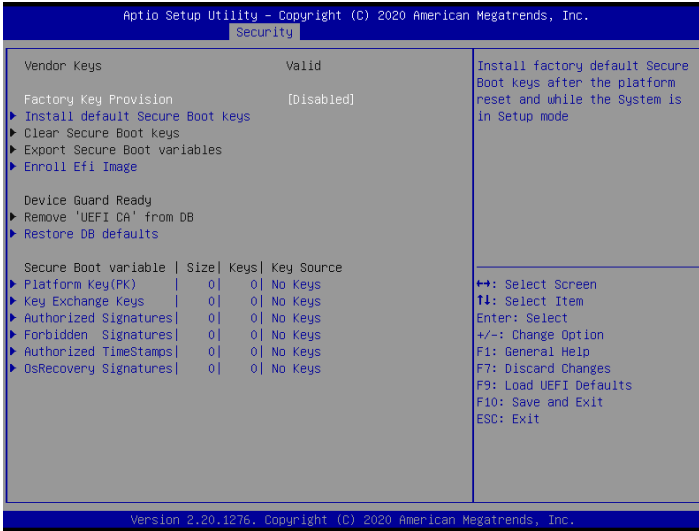 Aptio Setup Utility – Copyright (C) 2020 American Megatrends, Inc.
Security
Vendor Keys Valid
Factory Key Provision [Disabled]
Install default Secure Boot keys
Clear Secure Boot keys
Export Secure Boot variables
Enroll Efi Image
Device Guard Ready
Remove 'UEFI CA' from DB
Restore DB defaults
Secure Boot variable | Size| Keys| Key Source
Platform Key(PK) | 0| 0| No Keys
Key Exchange Keys | 0| 0| No Keys
Authorized Signatures| 0| 0| No Keys
Forbidden Signatures| 0| 0| No Keys
Authorized TimeStamps| 0| 0| No Keys
OsRecovery Signatures| 0| 0| No Keys
Install factory default Secure
Boot keys after the platform
reset and while the System is
in Setup mode
↔: Select Screen
↑↓: Select Item
Enter: Select
+/-: Change Option
F1: General Help
F7: Discard Changes
F9: Load UEFI Defaults
F10: Save and Exit
ESC: Exit
Version 2.20.1276. Copyright (C) 2020 American Megatrends, Inc.